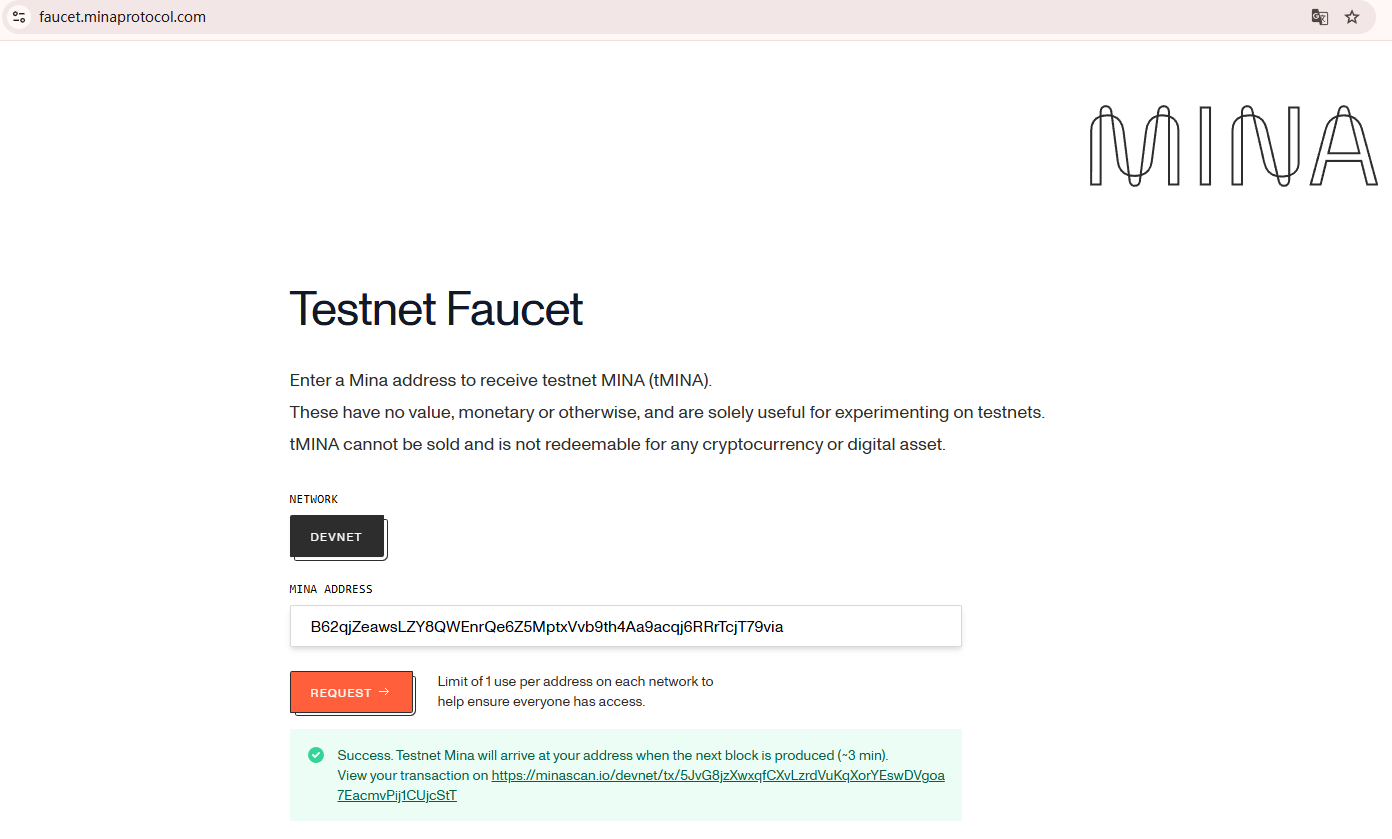 faucet.minaprotocol.com
MINA
Testnet Faucet
Enter a Mina address to receive testnet MINA (tMINA).
These have no value, monetary or otherwise, and are solely useful for experimenting on testnets.
tMINA cannot be sold and is not redeemable for any cryptocurrency or digital asset.
NETWORK
DEVNET
MINA ADDRESS
B62qjZeawsLZY8QWEnrQe6Z5MptxVvb9th4Aa9acqj6RRrTcjT79via
REQUEST →
Limit of 1 use per address on each network to
help ensure everyone has access.
Success. Testnet Mina will arrive at your address when the next block is produced (~3 min).
View your transaction on https://minascan.io/devnet/tx/5JvG8jzXwxqfCXvLzrdVuKqXorYEswDVgoa
7EacmvPij1CUjcStT